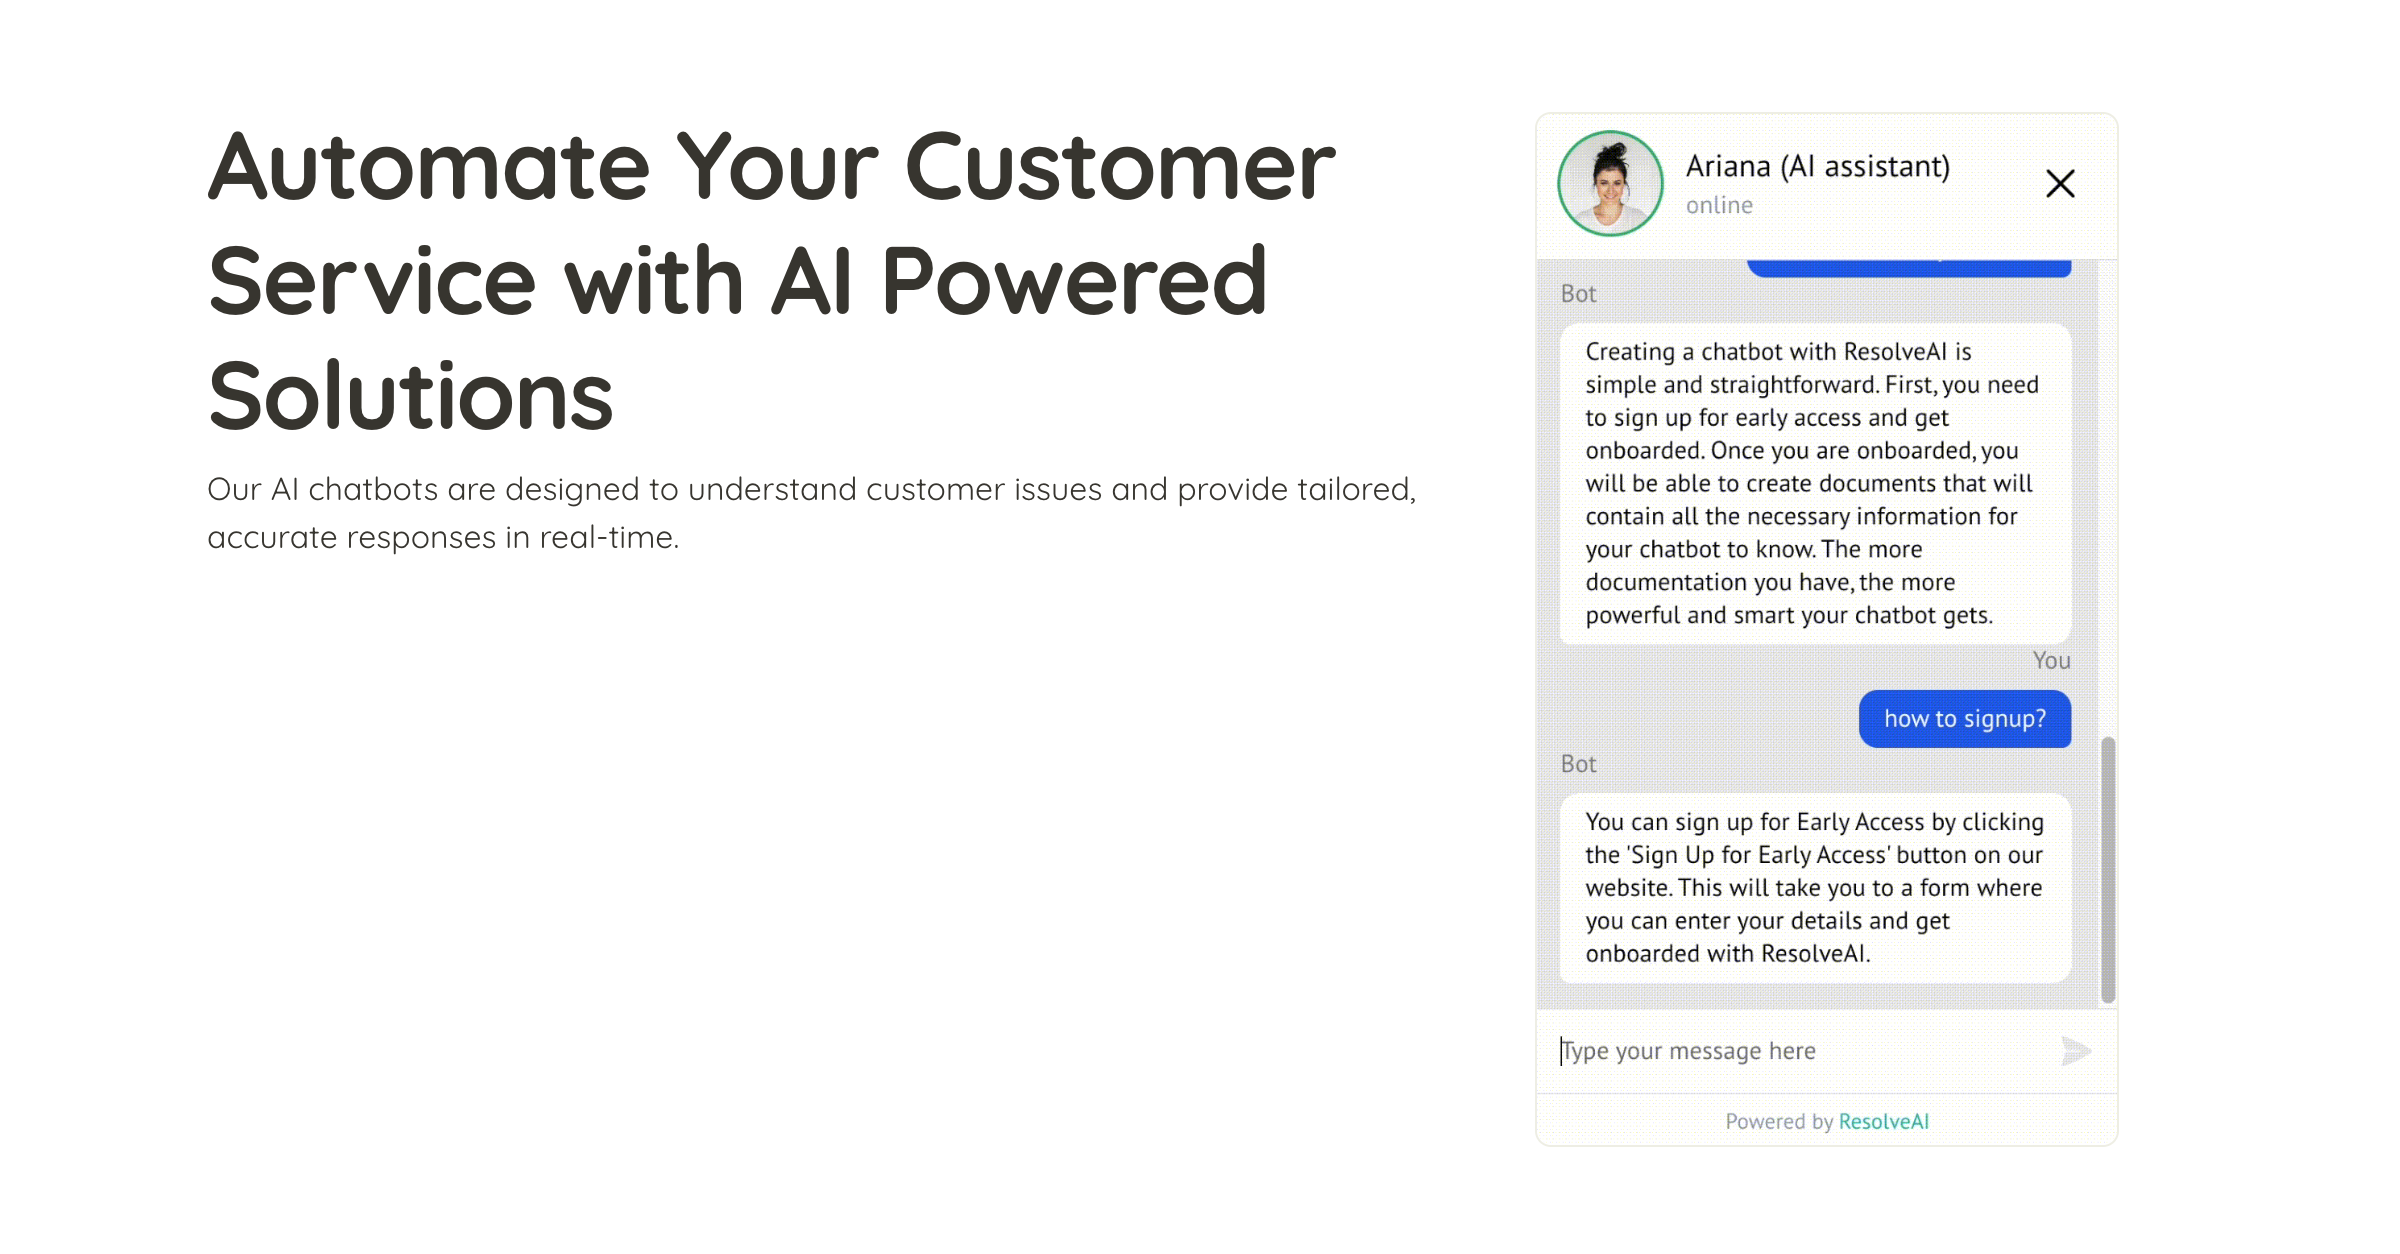 Automate Your Customer
Service with AI Powered
Solutions
Our AI chatbots are designed to understand customer issues and provide tailored,
accurate responses in real-time.
Ariana (AI assistant)
online
Bot
Creating a chatbot with ResolveAI is
simple and straightforward. First, you need
to sign up for early access and get
onboarded. Once you are onboarded, you
will be able to create documents that will
contain all the necessary information for
your chatbot to know. The more
documentation you have, the more
powerful and smart your chatbot gets.
You
how to signup?
Bot
You can sign up for Early Access by clicking
the 'Sign Up for Early Access' button on our
website. This will take you to a form where
you can enter your details and get
onboarded with ResolveAI.
Type your message here
Powered by ResolveAI